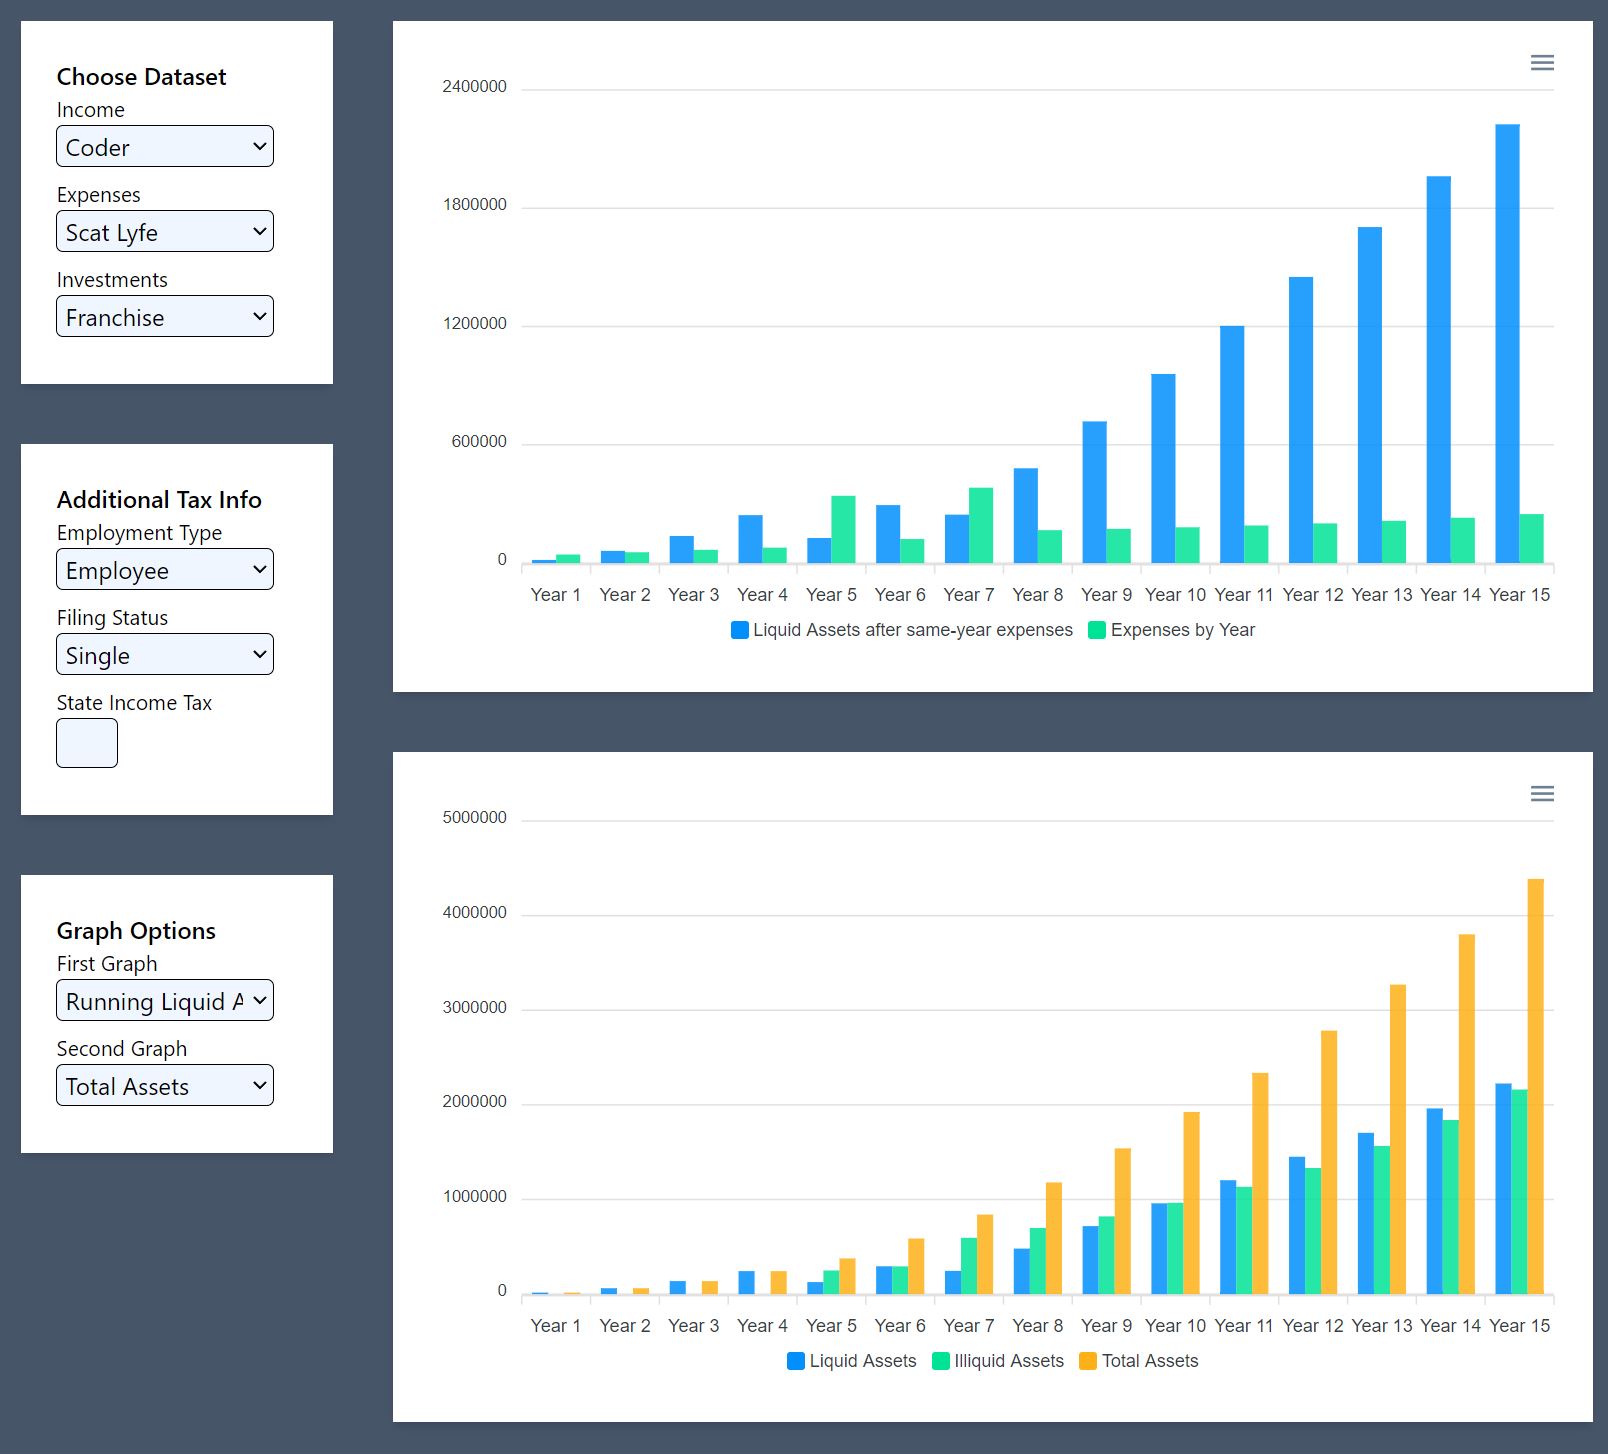 Choose Dataset
Income
Coder
Expenses
Scat Lyfe
Investments
Franchise
Additional Tax Info
Employment Type
Employee
Filing Status
Single
State Income Tax
Graph Options
First Graph
Running Liquid A
Second Graph
Total Assets
2400000
1800000
1200000
600000
0
Year 1 Year 2 Year 3 Year 4 Year 5 Year 6 Year 7 Year 8 Year 9 Year 10 Year 11 Year 12 Year 13 Year 14 Year 15
Liquid Assets after same-year expenses Expenses by Year
5000000
4000000
3000000
2000000
1000000
0
Year 1 Year 2 Year 3 Year 4 Year 5 Year 6 Year 7 Year 8 Year 9 Year 10 Year 11 Year 12 Year 13 Year 14 Year 15
Liquid Assets Illiquid Assets Total Assets